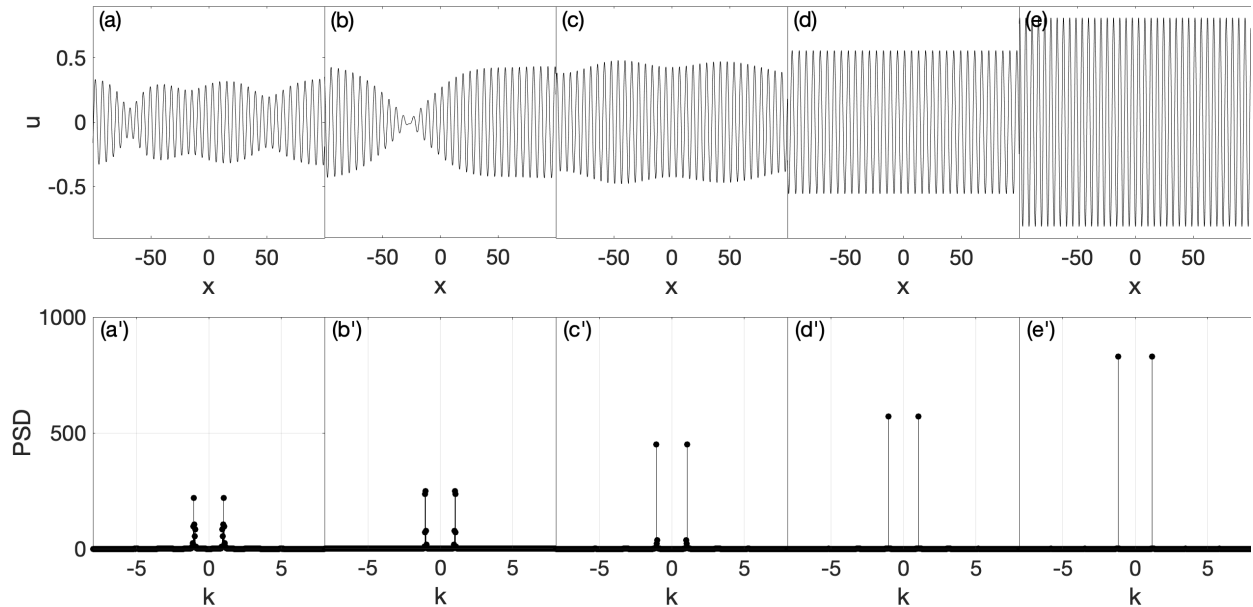 (a) (b) (c) (d) (e)
0.5
u 0
-0.5
-50 0 50 -50 0 50 -50 0 50 -50 0 50 -50 0 50
x x x x x
(a') (b') (c') (d') (e')
1000
PSD 500
0
-5 0 5 -5 0 5 -5 0 5 -5 0 5 -5 0 5
k k k k k